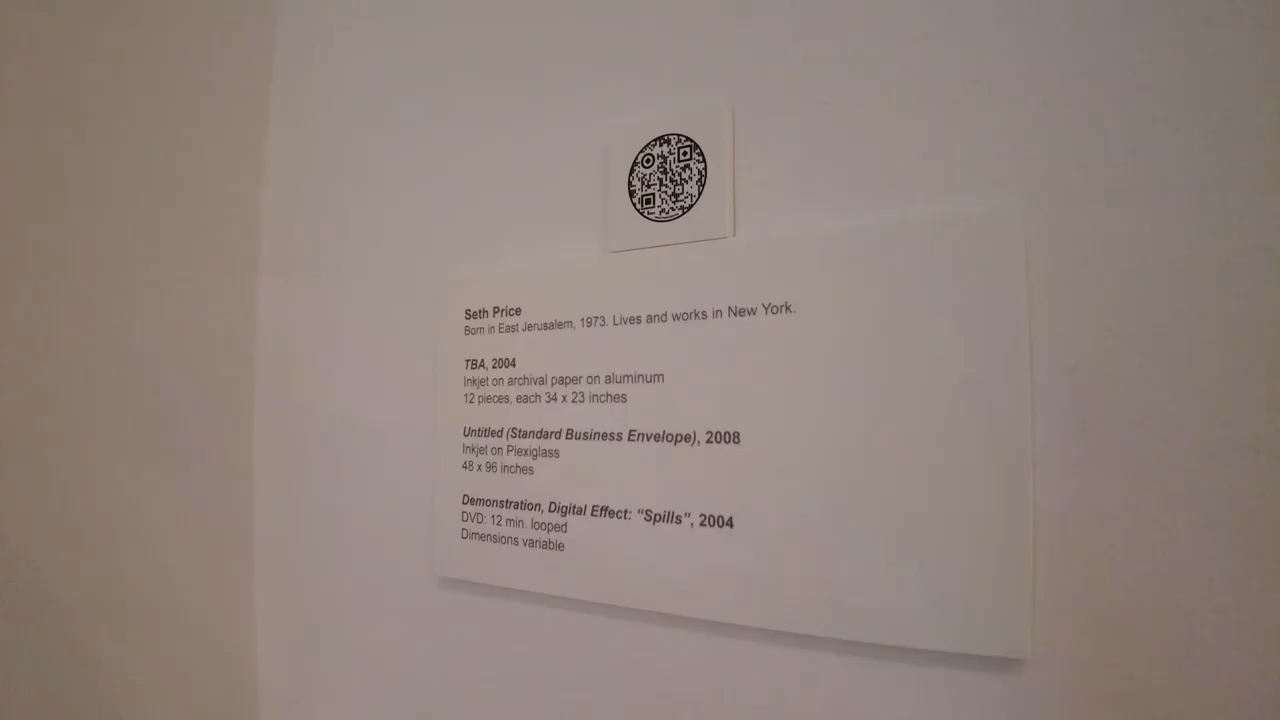 Seth Price
Born in East Jerusalem, 1973. Lives and works in New York.
TBA, 2004
Inkjet on archival paper on aluminum
12 pieces, each 34 x 23 inches
Untitled (Standard Business Envelope), 2008
Inkjet on Plexiglass
48 x 96 inches
Demonstration, Digital Effect: “Spills”, 2004
DVD: 12 min. looped
Dimensions variable